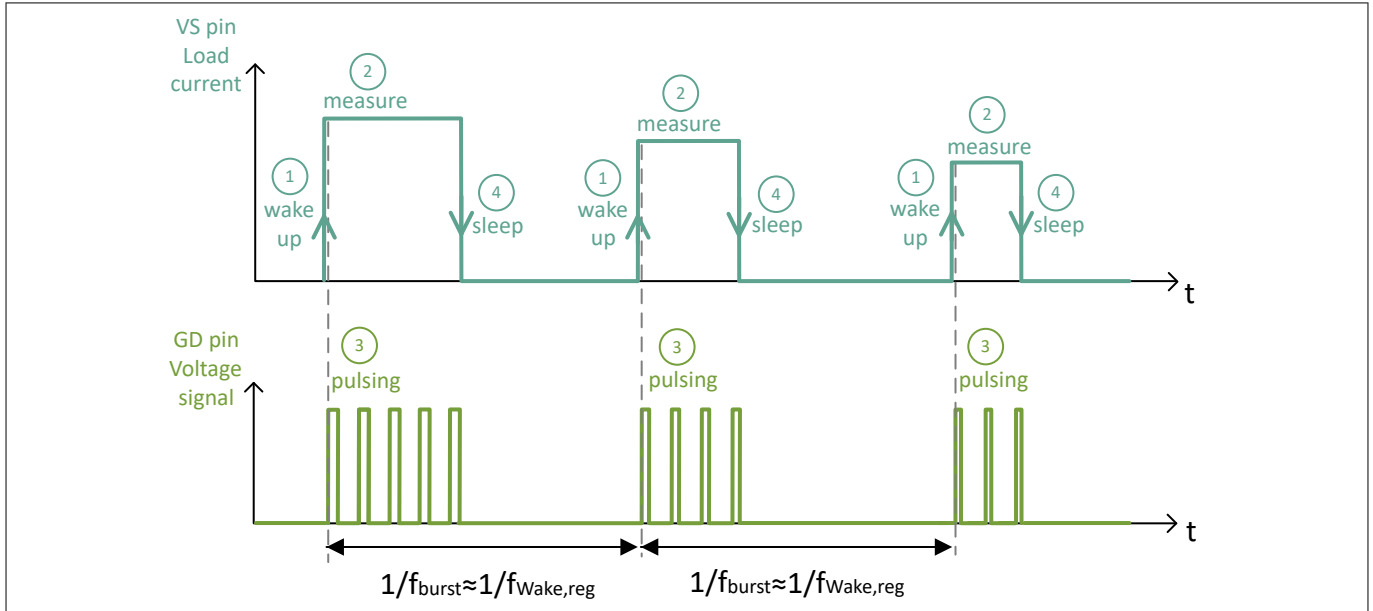 VS pin
Load
current
2
measure
1
wake
up
4
sleep
2
measure
1
wake
up
4
sleep
2
measure
1
wake
up
4
sleep
t
GD pin
Voltage
signal
3
pulsing
3
pulsing
3
pulsing
t
1/fburst≈1/fWake,reg
1/fburst≈1/fWake,reg